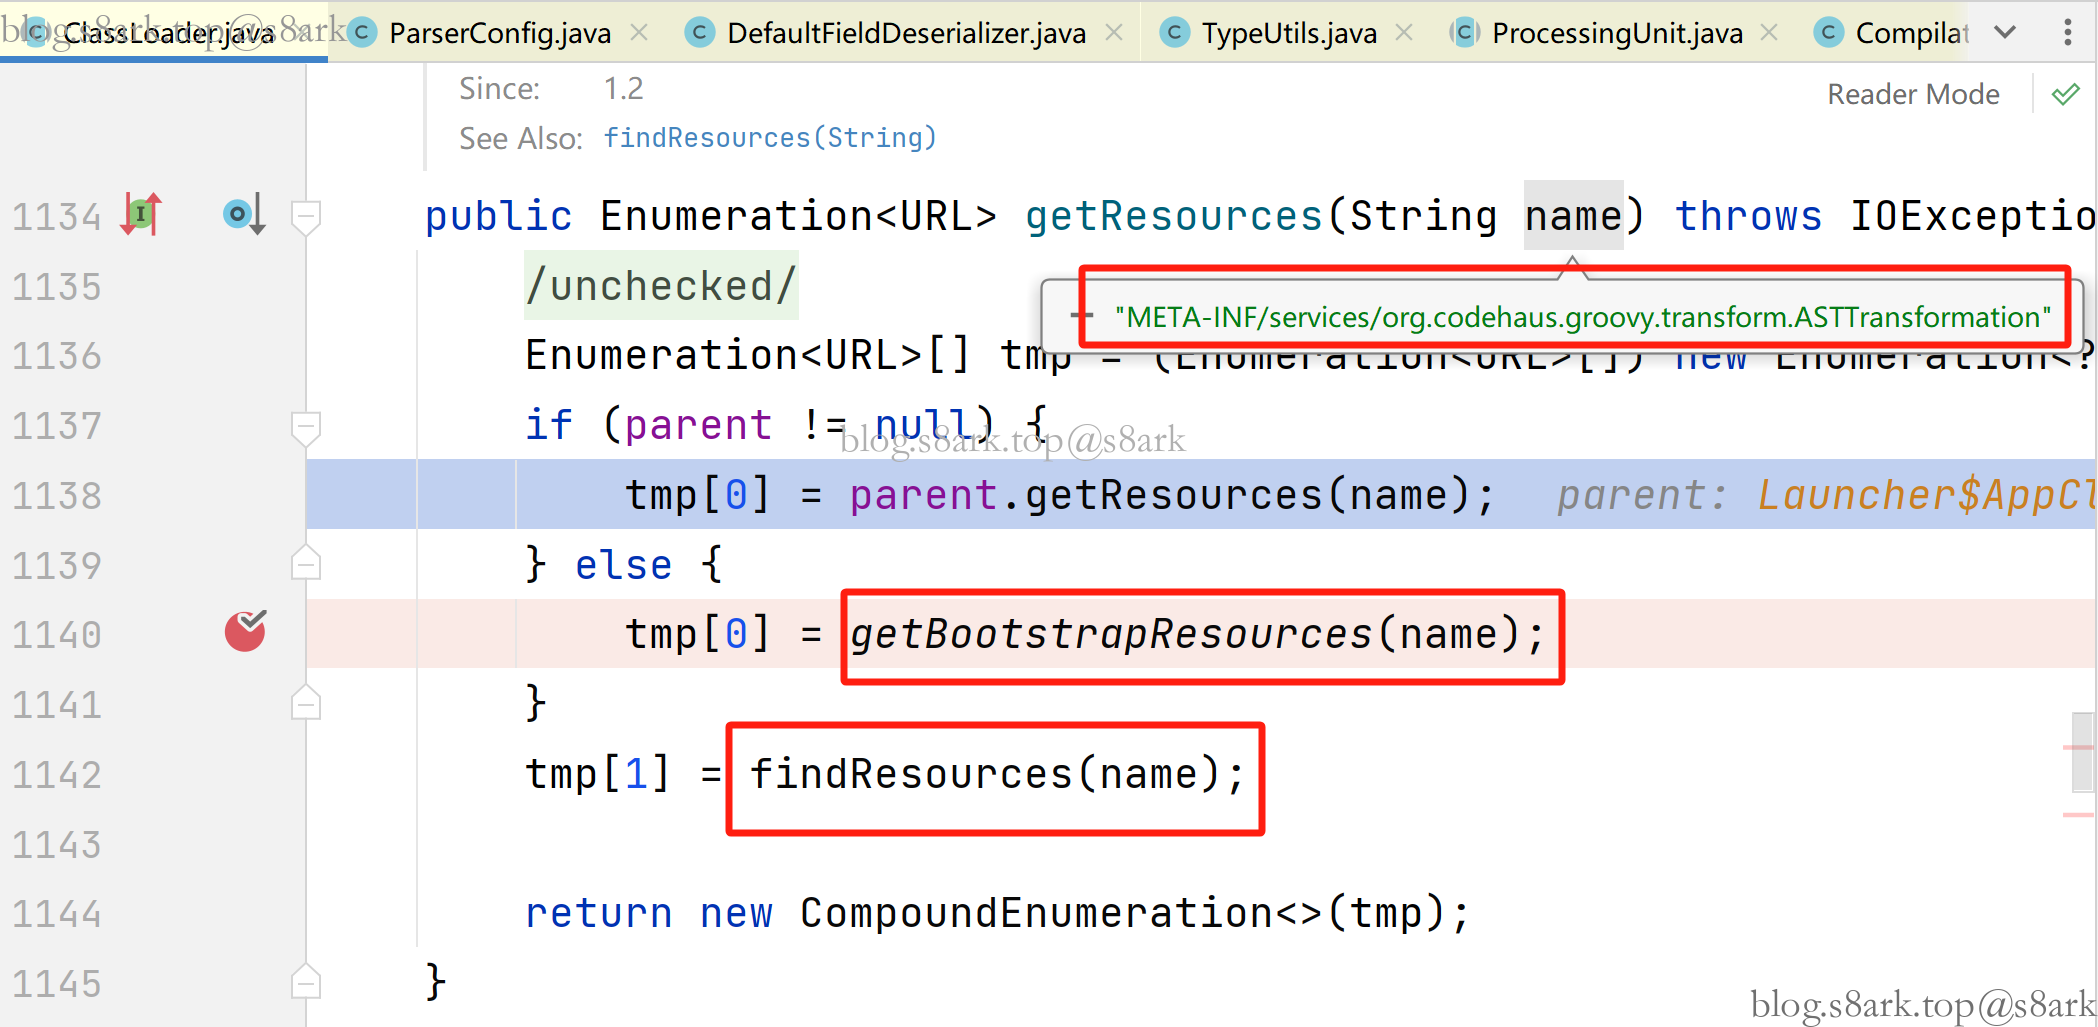 ClassLoader.java ParserConfig.java DefaultFieldDeserializer.java TypeUtils.java ProcessingUnit.java Compilat
blog.s8ark.top@s8ark
Since: 1.2
Reader Mode
See Also: findResources(String)
1134 public Enumeration<URL> getResources(String name) throws IOExceptio
1135 /unchecked/
"META-INF/services/org.codehaus.groovy.transform.ASTTransformation"
1136 Enumeration<URL>[] tmp = (Enumeration<URL>[]) new Enumeration<?
1137 if (parent != null) {
blog.s8ark.top@s8ark
1138 tmp[0] = parent.getResources(name); parent: Launcher$AppCl
1139 } else {
1140 tmp[0] = getBootstrapResources(name);
1141 }
1142 tmp[1] = findResources(name);
1143
1144 return new CompoundEnumeration<>(tmp);
1145 }
blog.s8ark.top@s8ark